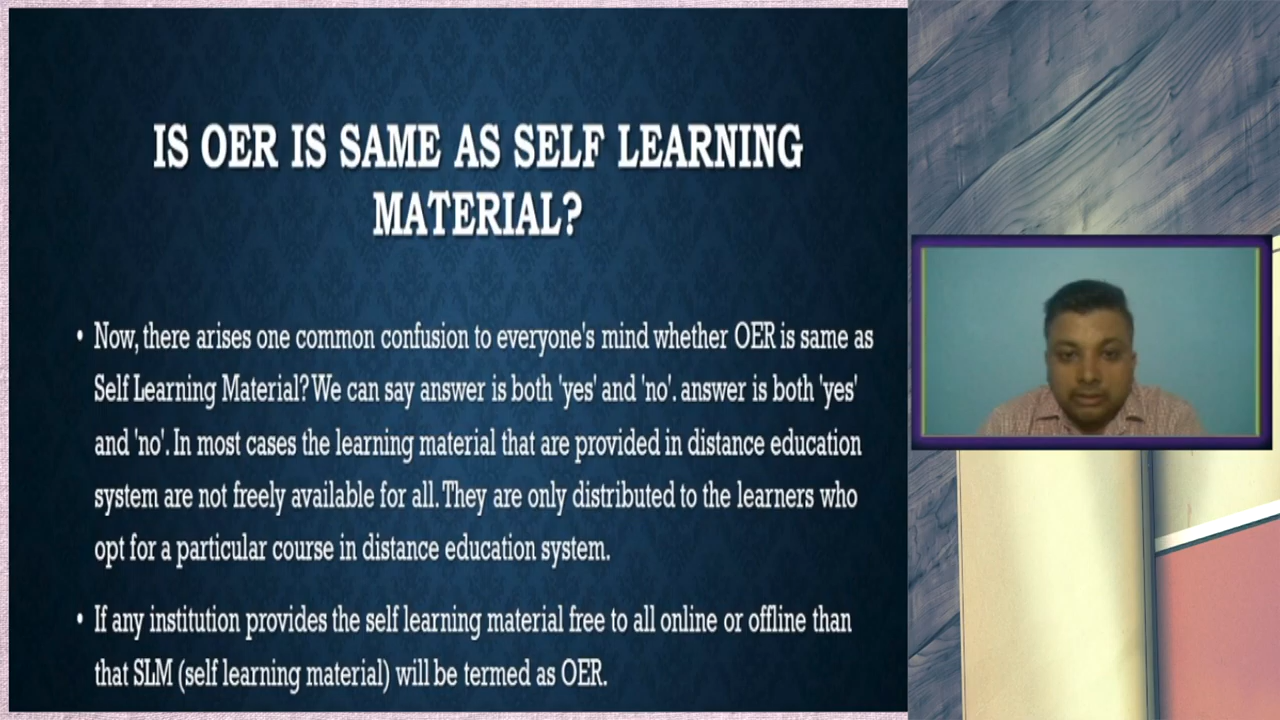 IS OER IS SAME AS SELF LEARNING
MATERIAL?
• Now, there arises one common confusion to everyone's mind whether OER is same as
Self Learning Material? We can say answer is both 'yes' and 'no'. answer is both 'yes'
and 'no'. In most cases the learning material that are provided in distance education
system are not freely available for all. They are only distributed to the learners who
opt for a particular course in distance education system.
• If any institution provides the self learning material free to all online or offline than
that SLM (self learning material) will be termed as OER.